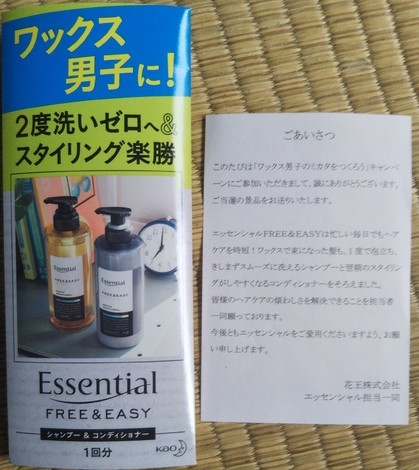 ワックス
男子に!
2度洗いゼロへ&
スタイリング楽勝
Essential
FREE&EASY
Essential
FREE&EASY
Essential
FREE&EASY
シャンプー&コンディショナー
1回分
Kao
ごあいさつ
このたびは「ワックス男子のミカタをつくろう」キャンペ
ーンにご参加いただきまして、誠にありがとうございます。
ご当選の景品をお送りいたします。
エッセンシャルFREE&EASYは忙しい毎日でもヘア
ケアを時短!ワックスで束になった髪も、1度で泡立ち、
きしまずスムーズに洗えるシャンプーと翌朝のスタイリン
グがしやすくなるコンディショナーをそろえました。
皆様のヘアケアの煩わしさを解決できることを担当者
一同願っております。
今後ともエッセンシャルをご愛用くださいますよう、お願
い申し上げます。
花王株式会社
エッセンシャル担当一同